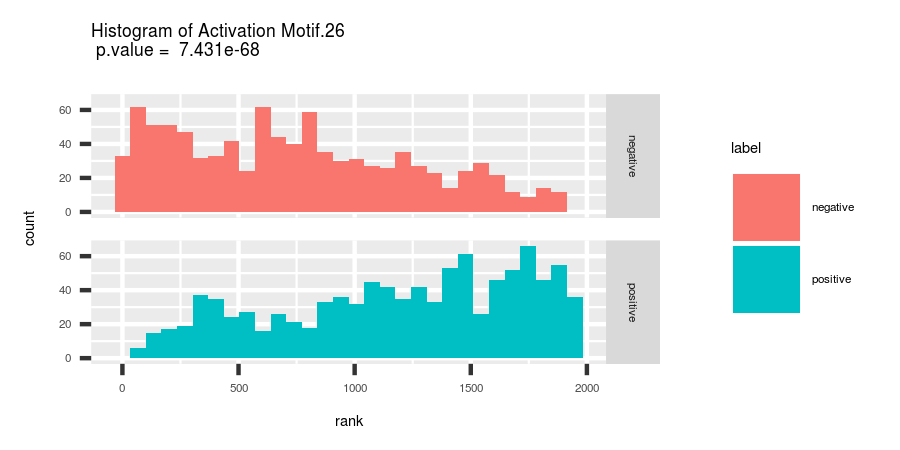 Histogram of Activation Motif.26
p.value = 7.431e-68
60
40
20
0
negative
60
40
20
0
positive
count
0
500
1000
1500
2000
rank
label
negative
positive